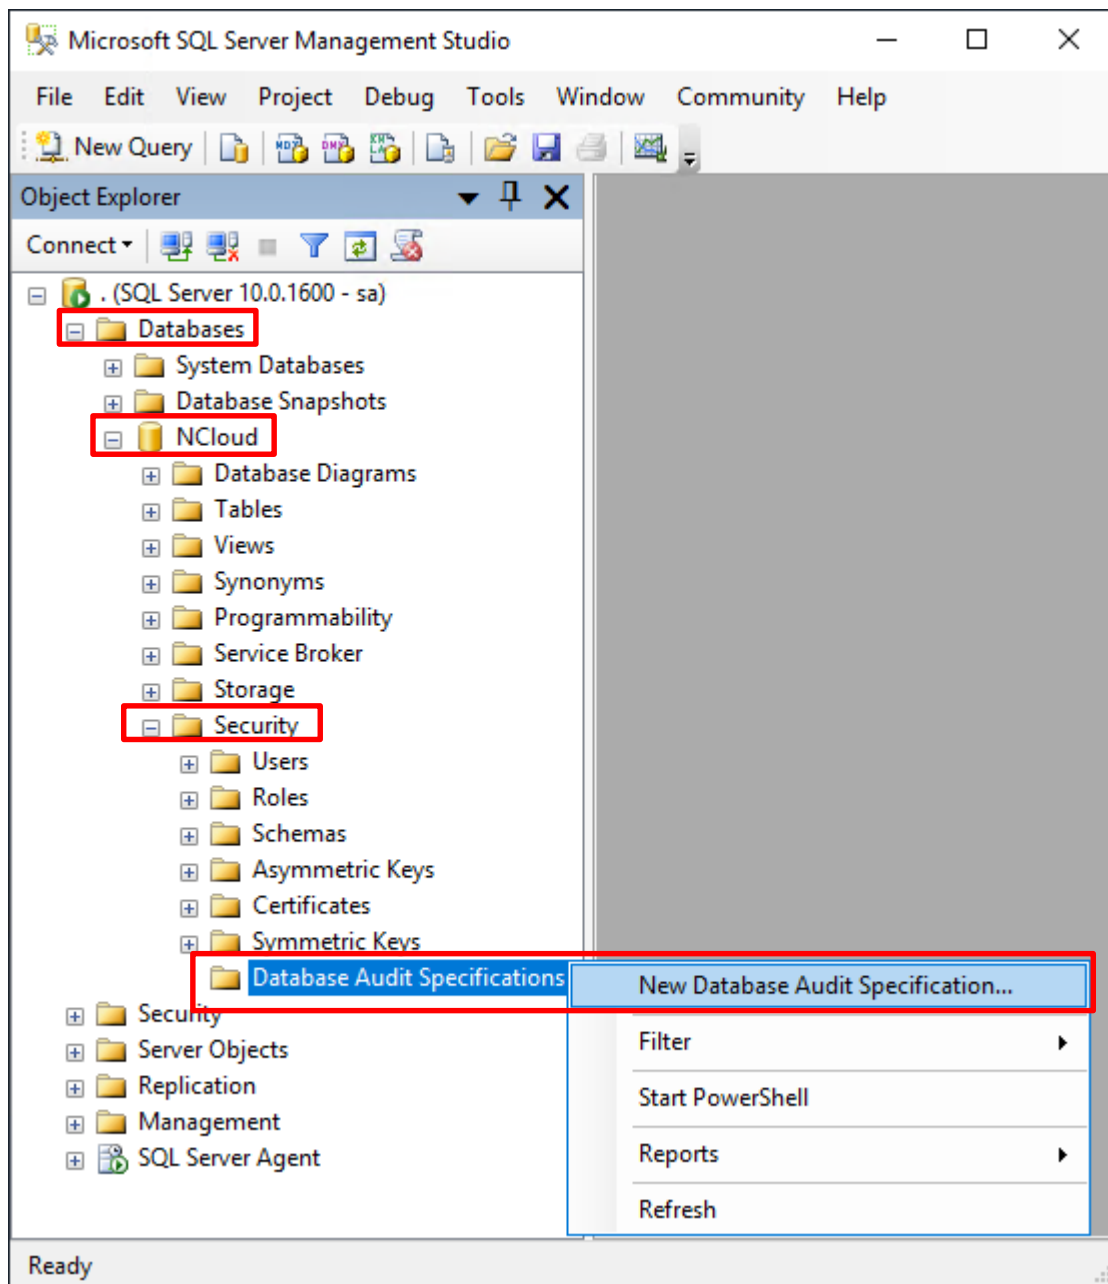 Microsoft SQL Server Management Studio
File Edit View Project Debug Tools Window Community Help
New Query
Object Explorer
Connect
. (SQL Server 10.0.1600 - sa)
Databases
System Databases
Database Snapshots
NCloud
Database Diagrams
Tables
Views
Synonyms
Programmability
Service Broker
Storage
Security
Users
Roles
Schemas
Asymmetric Keys
Certificates
Symmetric Keys
Database Audit Specifications
New Database Audit Specification...
Security
Server Objects
Filter
Replication
Start PowerShell
Management
SQL Server Agent
Reports
Refresh
Ready